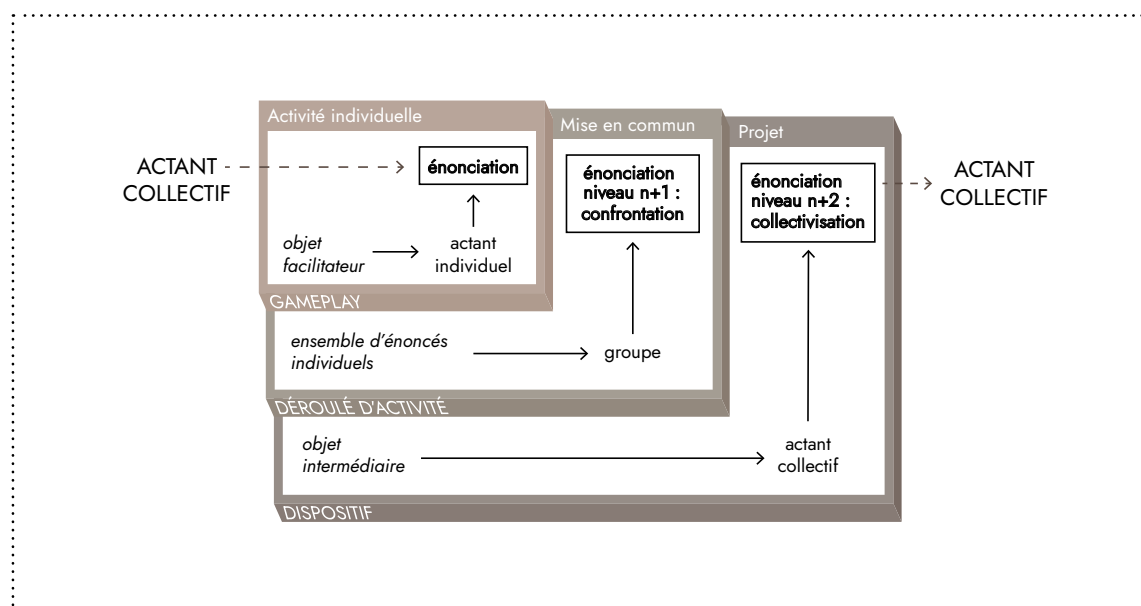 Activité individuelle
Mise en commun
Projet
ACTANT
COLLECTIF
énonciation
énonciation
niveau n+1 :
confrontation
énonciation
niveau n+2 :
collectivisation
ACTANT
COLLECTIF
objet
facilitateur
actant
individuel
GAMEPLAY
ensemble d’énoncés
individuels
groupe
DÉROULÉ D’ACTIVITÉ
objet
intermédiaire
actant
collectif
DISPOSITIF